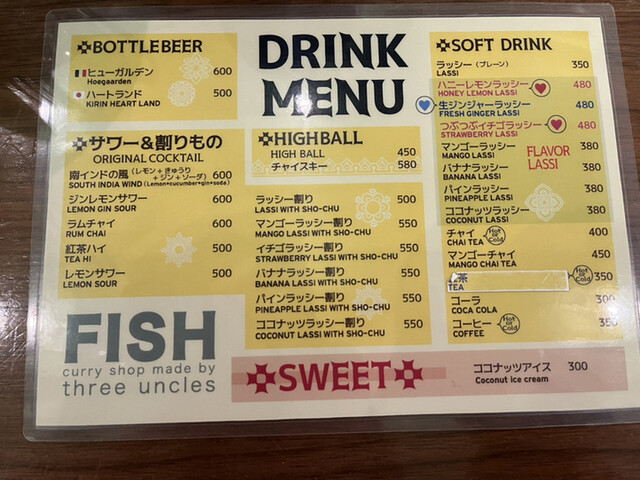 DRINK
MENU
BOTTLEBEER
ヒューガルデン 600
Hoegaarden
ハートランド 500
KIRIN HEART LAND
サワー&割りもの
ORIGINAL COCKTAIL
南インドの風(レモン+きゅうり+ジン+ソーダ) 600
SOUTH INDIA WIND (Lemon+cucumber+gin+soda)
ジンレモンサワー 600
LEMON GIN SOUR
ラムチャイ 600
RUM CHAI
紅茶ハイ 500
TEA HI
レモンサワー 500
LEMON SOUR
HIGHBALL
HIGH BALL 450
チャイスキー 580
ラッシー割り 500
LASSI WITH SHO-CHU
マンゴーラッシー割り 550
MANGO LASSI WITH SHO-CHU
イチゴラッシー割り 550
STRAWBERRY LASSI WITH SHO-CHU
バナナラッシー割り 550
BANANA LASSI WITH SHO-CHU
パインラッシー割り 550
PINEAPPLE LASSI WITH SHO-CHU
ココナッツラッシー割り 550
COCONUT LASSI WITH SHO-CHU
SOFT DRINK
ラッシー(プレーン) 350
LASSI
ハニーレモンラッシー 480
HONEY LEMON LASSI
生ジンジャーラッシー 480
FRESH GINGER LASSI
つぶつぶイチゴラッシー 480
STRAWBERRY LASSI
マンゴーラッシー 380
MANGO LASSI
バナナラッシー 380
BANANA LASSI
パインラッシー 380
PINEAPPLE LASSI
ココナッツラッシー 380
COCONUT LASSI
FLAVOR
LASSI
チャイ Hot or Cold 400
CHAI TEA
マンゴーチャイ 450
MANGO CHAI TEA
茶 Hot or Cold 350
TEA
コーラ 300
COCA COLA
コーヒー Hot or Cold 350
COFFEE
FISH
curry shop made by
three uncles
SWEET
ココナッツアイス 300
Coconut ice cream